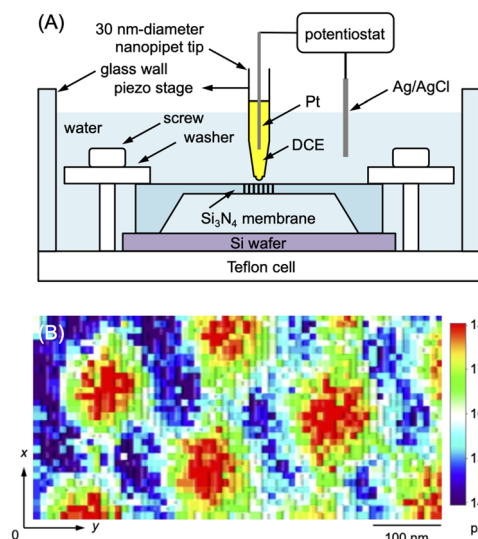 (A)
30 nm-diameter
nanopipet tip
potentiostat
glass wall
piezo stage
Ag/AgCl
Pt
water
screw
washer
DCE
Si₃N₄ membrane
Si wafer
Teflon cell
(B)
x
0
y
100 nm